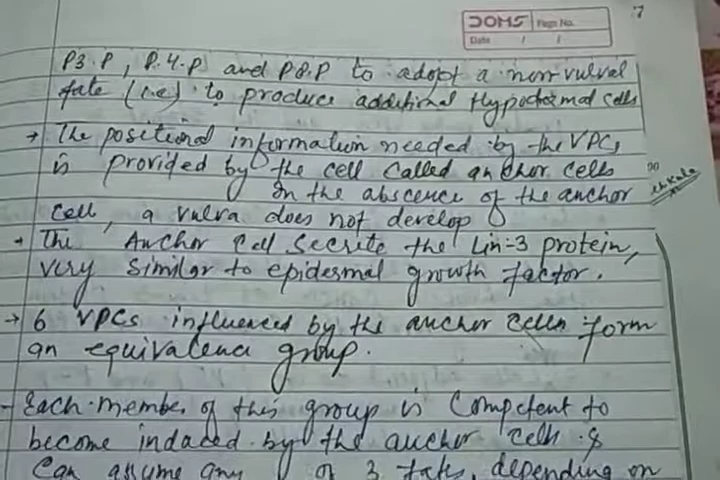 7
DOMS Page No.
Date / /
P3.P, P.4.P and P8.P to adopt a non vulval
fate (i.e) to produce additional Hypodermal cells
→ The positional information needed by the VPCs
is provided by the cell called anchor cells
In the abscence of the anchor
cell, a vulva does not develop
→ The Anchor cell secrete the Lin-3 protein,
very similar to epidermal growth factor.
→ 6 VPCs influenced by the anchor cells form
an equivalence group.
- Each member of this group is Competent to
become induced by the anchor cells &
Can assume any of 3 fates, depending on